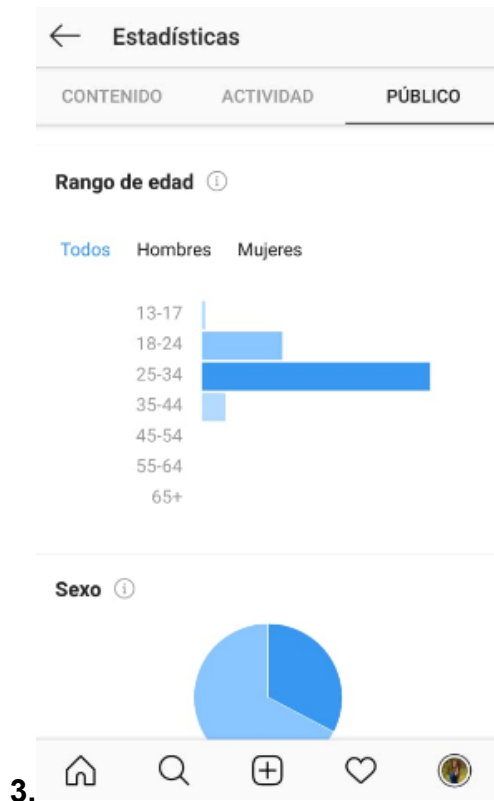 ← Estadísticas
CONTENIDO ACTIVIDAD PÚBLICO
Rango de edad
Todos Hombres Mujeres
13-17
18-24
25-34
35-44
45-54
55-64
65+
Sexo
3.